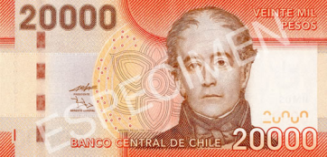 20000
VEINTE MIL
PESOS
ESPECIMEN
BANCO CENTRAL DE CHILE
20000